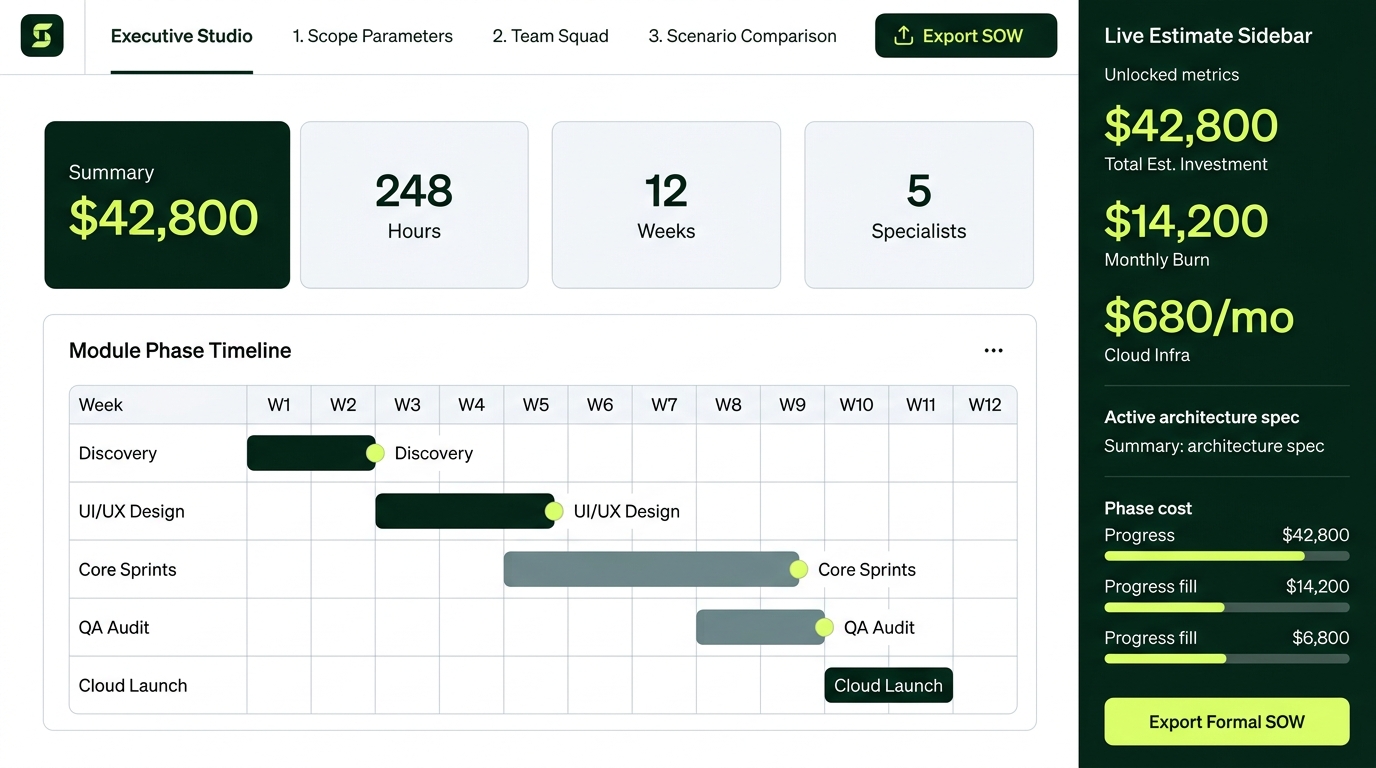 Executive Studio
1. Scope Parameters
2. Team Squad
3. Scenario Comparison
Export SOW
Summary
$42,800
248
Hours
12
Weeks
5
Specialists
Module Phase Timeline
Week W1 W2 W3 W4 W5 W6 W7 W8 W9 W10 W11 W12
Discovery Discovery
UI/UX Design UI/UX Design
Core Sprints Core Sprints
QA Audit QA Audit
Cloud Launch Cloud Launch
Live Estimate Sidebar
Unlocked metrics
$42,800
Total Est. Investment
$14,200
Monthly Burn
$680/mo
Cloud Infra
Active architecture spec
Summary: architecture spec
Phase cost
Progress $42,800
Progress fill $14,200
Progress fill $6,800
Export Formal SOW